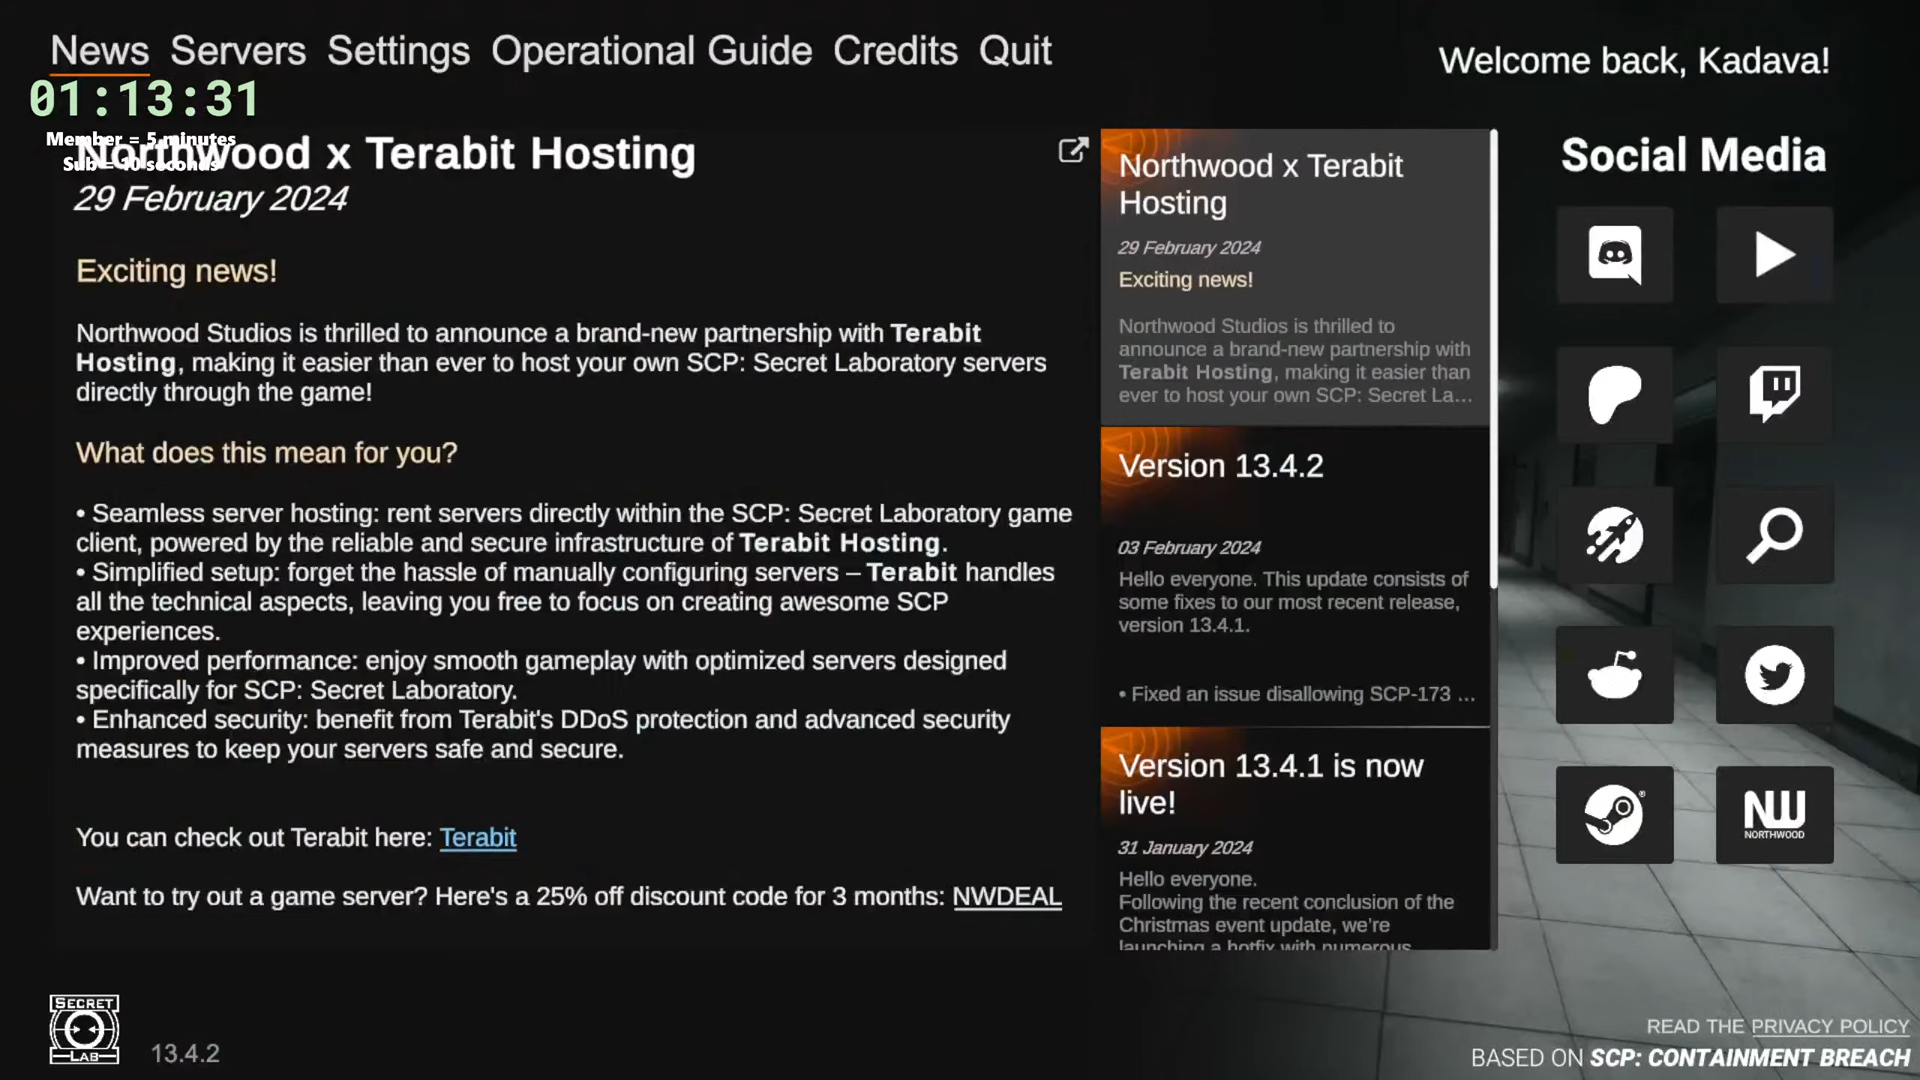 News Servers Settings Operational Guide Credits Quit
Welcome back, Kadava!
01:13:31
Member = 5 minutes
Sub = 10 seconds
Northwood x Terabit Hosting
29 February 2024
Exciting news!
Northwood Studios is thrilled to announce a brand-new partnership with Terabit
Hosting, making it easier than ever to host your own SCP: Secret Laboratory servers
directly through the game!
What does this mean for you?
• Seamless server hosting: rent servers directly within the SCP: Secret Laboratory game
client, powered by the reliable and secure infrastructure of Terabit Hosting.
• Simplified setup: forget the hassle of manually configuring servers – Terabit handles
all the technical aspects, leaving you free to focus on creating awesome SCP
experiences.
• Improved performance: enjoy smooth gameplay with optimized servers designed
specifically for SCP: Secret Laboratory.
• Enhanced security: benefit from Terabit's DDoS protection and advanced security
measures to keep your servers safe and secure.
You can check out Terabit here: Terabit
Want to try out a game server? Here's a 25% off discount code for 3 months: NWDEAL
Northwood x Terabit
Hosting
29 February 2024
Exciting news!
Northwood Studios is thrilled to
announce a brand-new partnership with
Terabit Hosting, making it easier than
ever to host your own SCP: Secret La...
Version 13.4.2
03 February 2024
Hello everyone. This update consists of
some fixes to our most recent release,
version 13.4.1.
• Fixed an issue disallowing SCP-173 ...
Version 13.4.1 is now
live!
31 January 2024
Hello everyone.
Following the recent conclusion of the
Christmas event update, we're
launching a hotfix with numerous
Social Media
NW
NORTHWOOD
SECRET
LAB
13.4.2
READ THE PRIVACY POLICY
BASED ON SCP: CONTAINMENT BREACH